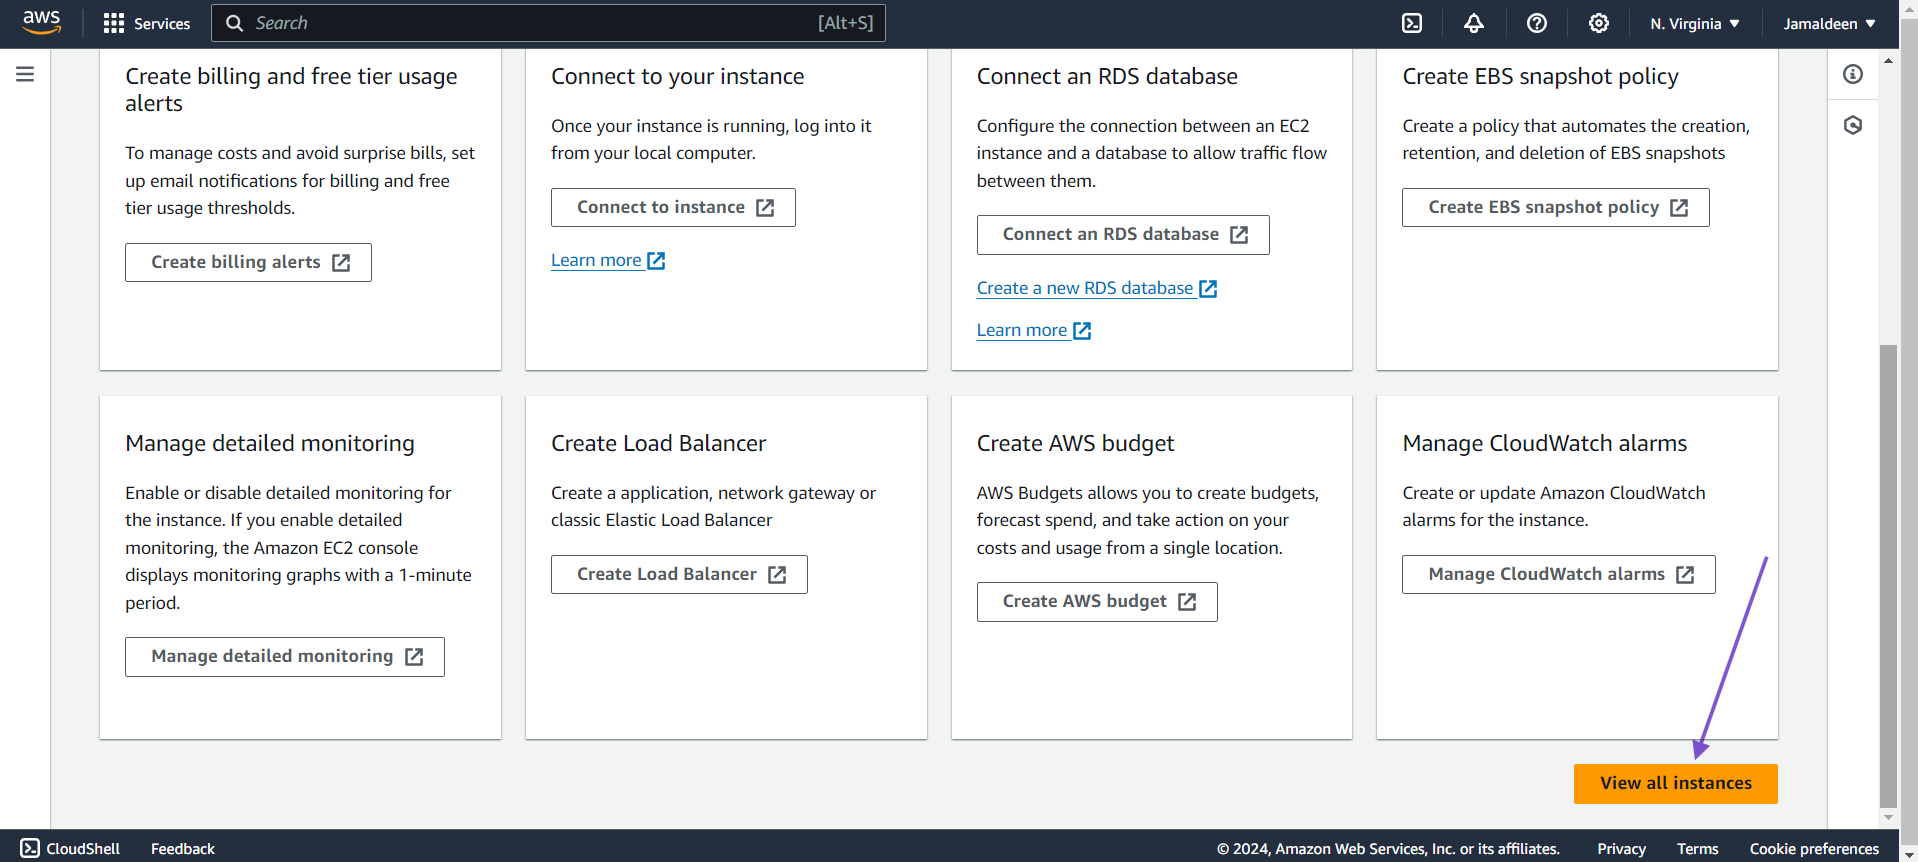 aws
Services
Search
[Alt+S]
N. Virginia
Jamaldeen
Create billing and free tier usage
alerts
To manage costs and avoid surprise bills, set
up email notifications for billing and free
tier usage thresholds.
Create billing alerts
Connect to your instance
Once your instance is running, log into it
from your local computer.
Connect to instance
Learn more
Connect an RDS database
Configure the connection between an EC2
instance and a database to allow traffic flow
between them.
Connect an RDS database
Create a new RDS database
Learn more
Create EBS snapshot policy
Create a policy that automates the creation,
retention, and deletion of EBS snapshots
Create EBS snapshot policy
Manage detailed monitoring
Enable or disable detailed monitoring for
the instance. If you enable detailed
monitoring, the Amazon EC2 console
displays monitoring graphs with a 1-minute
period.
Manage detailed monitoring
Create Load Balancer
Create a application, network gateway or
classic Elastic Load Balancer
Create Load Balancer
Create AWS budget
AWS Budgets allows you to create budgets,
forecast spend, and take action on your
costs and usage from a single location.
Create AWS budget
Manage CloudWatch alarms
Create or update Amazon CloudWatch
alarms for the instance.
Manage CloudWatch alarms
View all instances
CloudShell
Feedback
© 2024, Amazon Web Services, Inc. or its affiliates.
Privacy
Terms
Cookie preferences